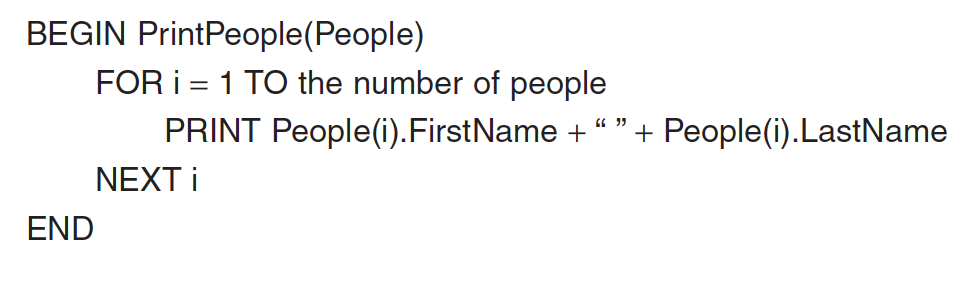 BEGIN PrintPeople(People)
FOR i = 1 TO the number of people
PRINT People(i).FirstName + “ ” + People(i).LastName
NEXT i
END